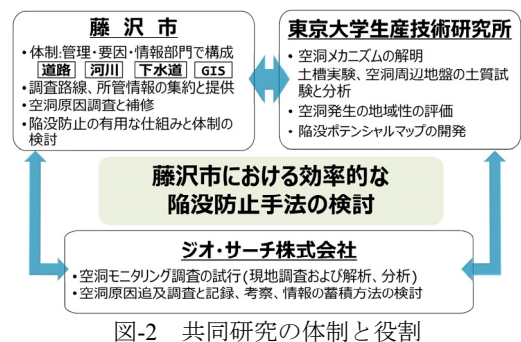 藤沢市
・体制:管理・要因・情報部門で構成
道路 河川 下水道 GIS
・調査路線、所管情報の集約と提供
・空洞原因調査と補修
・陥没防止の有用な仕組みと体制の
検討
東京大学生産技術研究所
・空洞メカニズムの解明
土槽実験、空洞周辺地盤の土質試
験と分析
・空洞発生の地域性の評価
・陥没ポテンシャルマップの開発
藤沢市における効率的な
陥没防止手法の検討
ジオ・サーチ株式会社
・空洞モニタリング調査の試行(現地調査および解析、分析)
・空洞原因追及調査と記録、考察、情報の蓄積方法の検討
図-2 共同研究の体制と役割